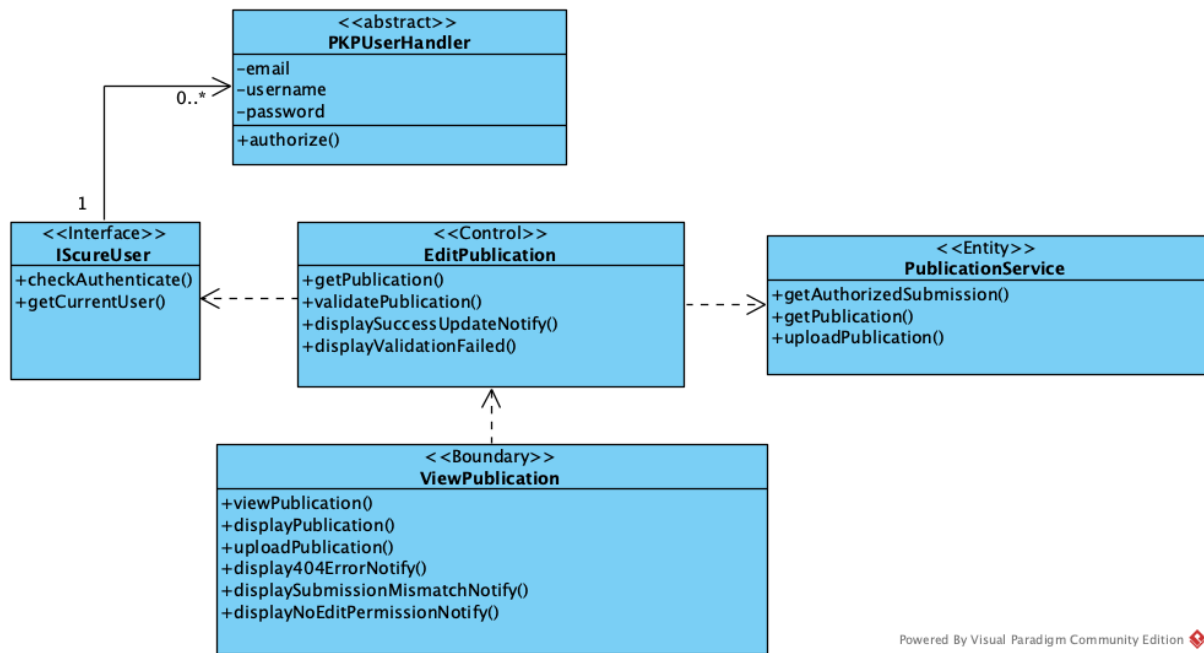 <<abstract>>
PKPUserHandler
-email
-username
-password
+authorize()
0..*
1
<<Interface>>
IScureUser
+checkAuthenticate()
+getCurrentUser()
<<Control>>
EditPublication
+getPublication()
+validatePublication()
+displaySuccessUpdateNotify()
+displayValidationFailed()
<<Entity>>
PublicationService
+getAuthorizedSubmission()
+getPublication()
+uploadPublication()
<<Boundary>>
ViewPublication
+viewPublication()
+displayPublication()
+uploadPublication()
+display404ErrorNotify()
+displaySubmissionMismatchNotify()
+displayNoEditPermissionNotify()
Powered By Visual Paradigm Community Edition